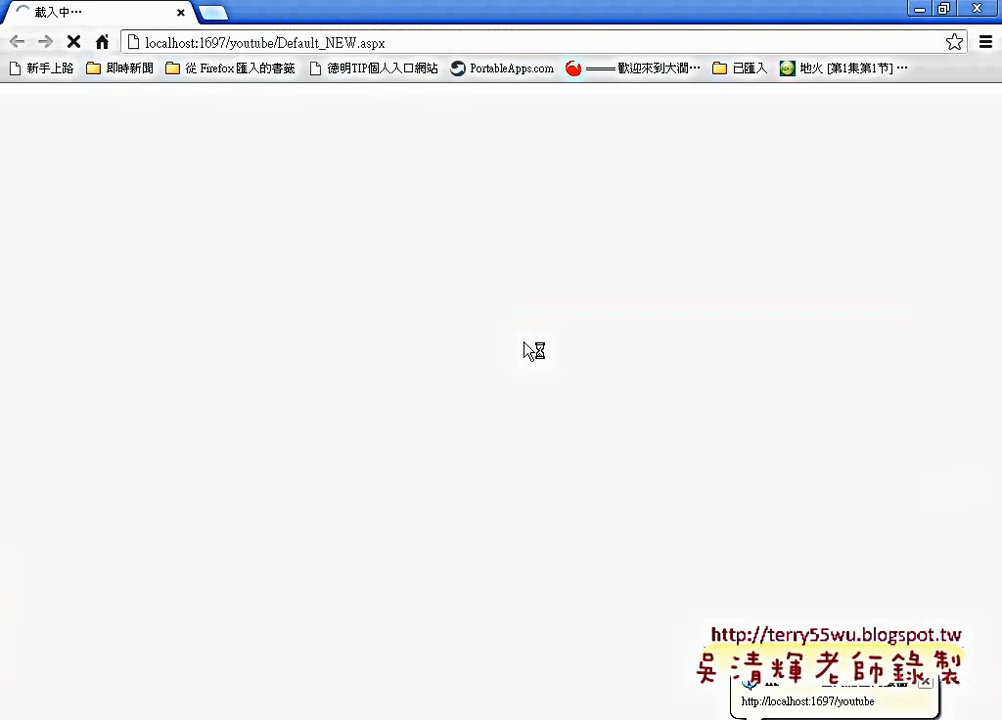 載入中…
localhost:1697/youtube/Default_NEW.aspx
新手上路 即時新聞 從 Firefox 匯入的書籤 德明TIP個人入口網站 PortableApps.com ——歡迎來到大澗… 已匯入 地火 [第1集第1节] …
http://terry55wu.blogspot.tw
吳清輝老師錄製
http://localhost:1697/youtube